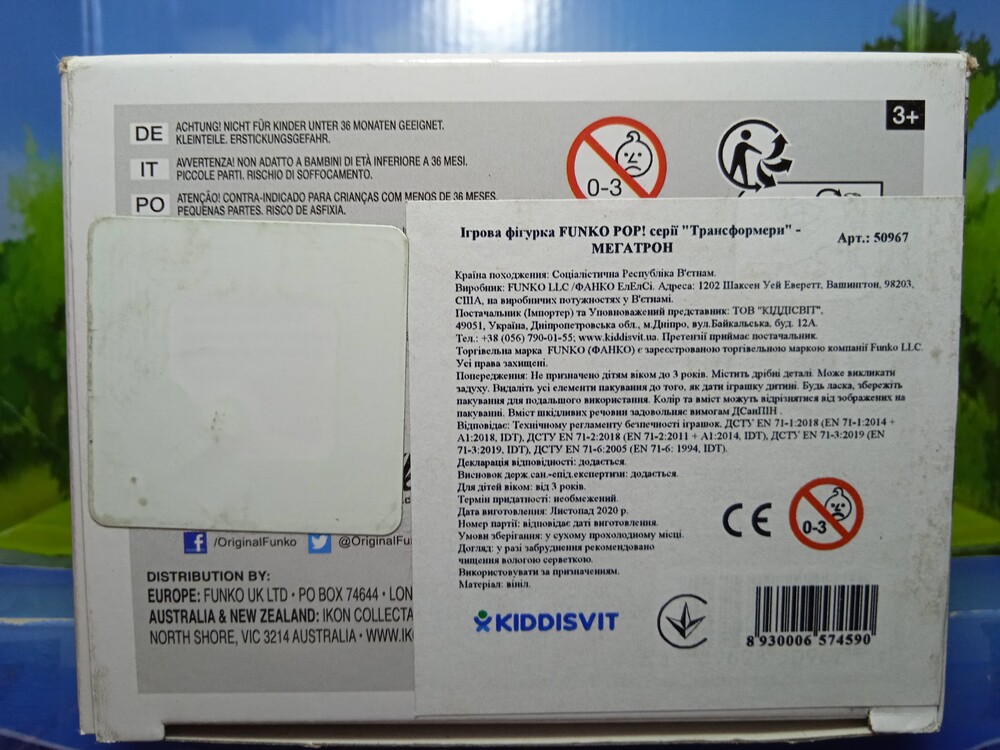 3+
DE ACHTUNG! NICHT FÜR KINDER UNTER 36 MONATEN GEEIGNET.
KLEINTEILE. ERSTICKUNGSGEFAHR.
IT AVVERTENZA! NON ADATTO A BAMBINI DI ETÀ INFERIORE A 36 MESI.
PICCOLE PARTI. RISCHIO DI SOFFOCAMENTO.
PO ATENÇÃO! CONTRA-INDICADO PARA CRIANÇAS COM MENOS DE 36 MESES.
PEQUENAS PARTES. RISCO DE ASFIXIA.
0-3
Ігрова фігурка FUNKO POP! серії "Трансформери" -
МЕГАТРОН
Арт.: 50967
Країна походження: Соціалістична Республіка В'єтнам.
Виробник: FUNKO LLC /ФАНКО ЕлЕлСі. Адреса: 1202 Шаксен Уей Еверетт, Вашингтон, 98203,
США, на виробничих потужностях у В'єтнамі.
Постачальник (Імпортер) та Уповноважений представник: ТОВ "КІДДІСВІТ",
49051, Україна, Дніпропетровська обл., м.Дніпро, вул.Байкальська, буд. 12А.
Тел.: +38 (056) 790-01-55; www.kiddisvit.ua. Претензії приймає постачальник.
Торгівельна марка FUNKO (ФАНКО) є зареєстрованою торгівельною маркою компанії Funko LLC.
Усі права захищені.
Попередження: Не призначено дітям віком до 3 років. Містить дрібні деталі. Може викликати
задуху. Видаліть усі елементи пакування до того, як дати іграшку дитині. Будь ласка, збережіть
пакування для подальшого використання. Колір та вміст можуть відрізнятися від зображених на
пакуванні. Вміст шкідливих речовин задовольняє вимогам ДСанПІН .
Відповідає: Технічному регламенту безпечності іграшок. ДСТУ EN 71-1:2018 (EN 71-1:2014 +
A1:2018, IDT), ДСТУ EN 71-2:2018 (EN 71-2:2011 + A1:2014, IDT), ДСТУ EN 71-3:2019 (EN
71-3:2019, IDT), ДСТУ EN 71-6:2005 (EN 71-6: 1994, IDT).
Декларація відповідності: додається.
Висновок держ.сан.-епід.експертизи: додається.
Для дітей віком: від 3 років.
Термін придатності: необмежений.
Дата виготовлення: Листопад 2020 р.
Номер партії: відповідає даті виготовлення.
Умови зберігання: у сухому прохолодному місці.
Догляд: у разі забруднення рекомендовано
чищення вологою серветкою.
Використовувати за призначенням.
Матеріал: вініл.
CE
0-3
KIDDISVIT
8 930006 574590
/OriginalFunko @OriginalFu
DISTRIBUTION BY:
EUROPE: FUNKO UK LTD • PO BOX 74644 • LON
AUSTRALIA & NEW ZEALAND: IKON COLLECTA
NORTH SHORE, VIC 3214 AUSTRALIA • WWW.IK